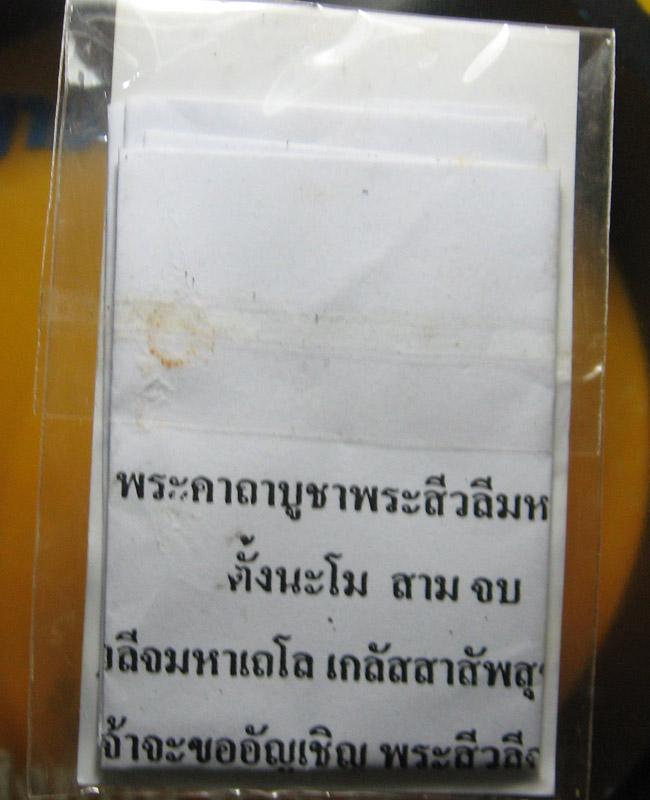 พระคาถาบูชาพระสีวลีมห
ตั้งนะโม สาม จบ
วลีจมหาเถโล เกลัสสาสัพสุ
จ้าจะขออัญเชิญ พระสีวลีจ